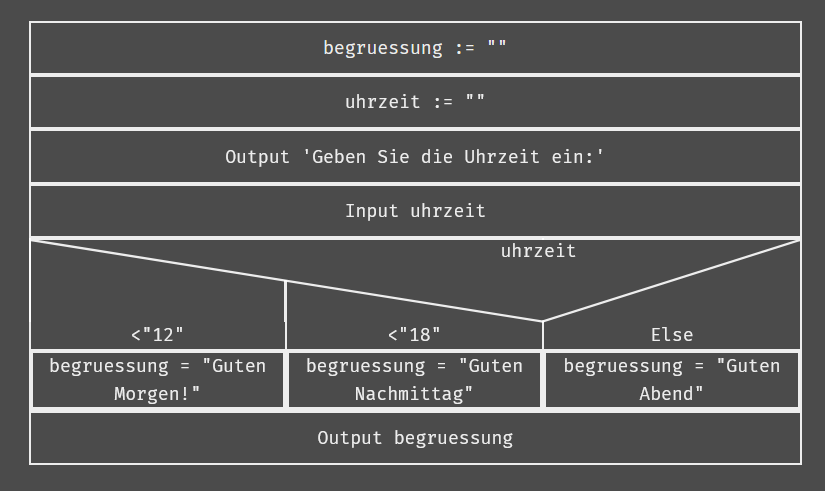 begruessung := ""
uhrzeit := ""
Output 'Geben Sie die Uhrzeit ein:'
Input uhrzeit
uhrzeit
<"12"
<"18"
Else
begruessung = "Guten
Morgen!"
begruessung = "Guten
Nachmittag"
begruessung = "Guten
Abend"
Output begruessung